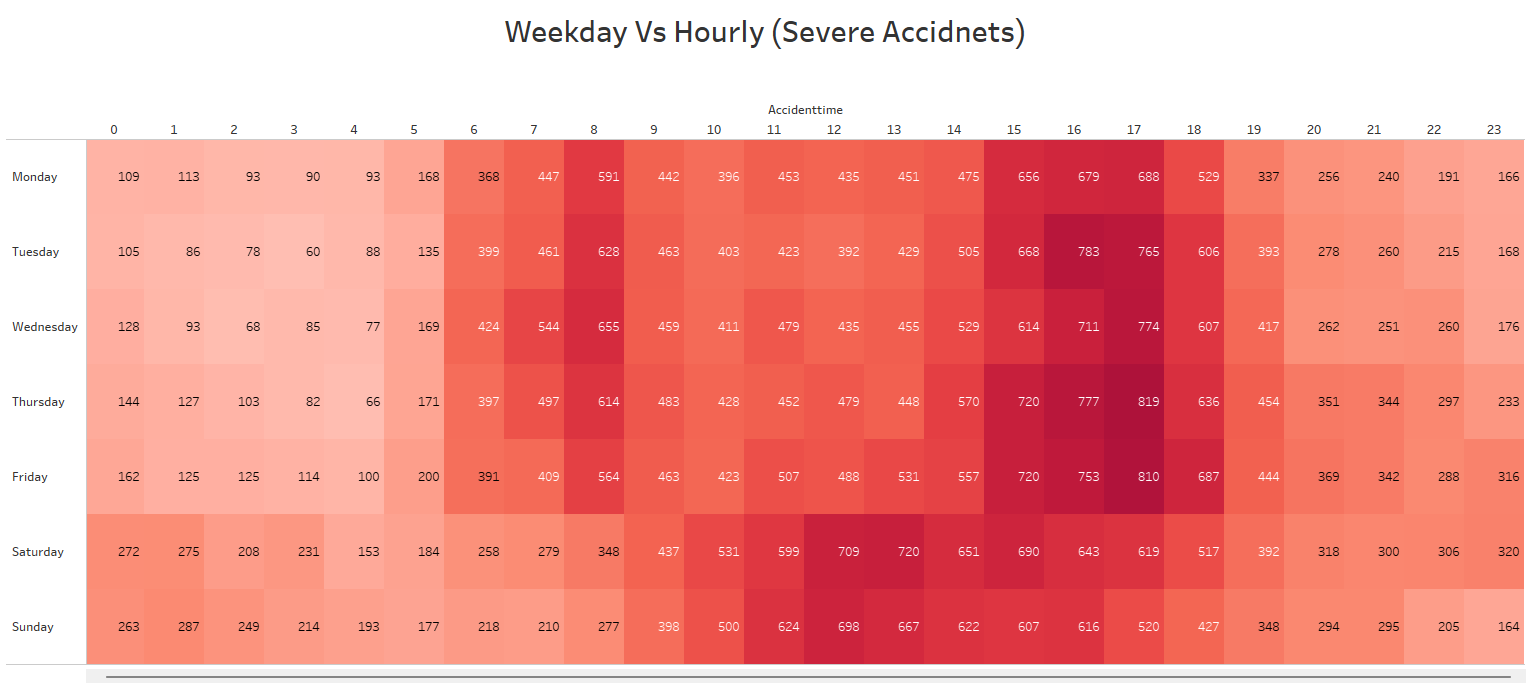 Weekday Vs Hourly (Severe Accidnets)
Accidenttime
0 1 2 3 4 5 6 7 8 9 10 11 12 13 14 15 16 17 18 19 20 21 22 23
Monday 109 113 93 90 93 168 368 447 591 442 396 453 435 451 475 656 679 688 529 337 256 240 191 166
Tuesday 105 86 78 60 88 135 399 461 628 463 403 423 392 429 505 668 783 765 606 393 278 260 215 168
Wednesday 128 93 68 85 77 169 424 544 655 459 411 479 435 455 529 614 711 774 607 417 262 251 260 176
Thursday 144 127 103 82 66 171 397 497 614 483 428 452 479 448 570 720 777 819 636 454 351 344 297 233
Friday 162 125 125 114 100 200 391 409 564 463 423 507 488 531 557 720 753 810 687 444 369 342 288 316
Saturday 272 275 208 231 153 184 258 279 348 437 531 599 709 720 651 690 643 619 517 392 318 300 306 320
Sunday 263 287 249 214 193 177 218 210 277 398 500 624 698 667 622 607 616 520 427 348 294 295 205 164